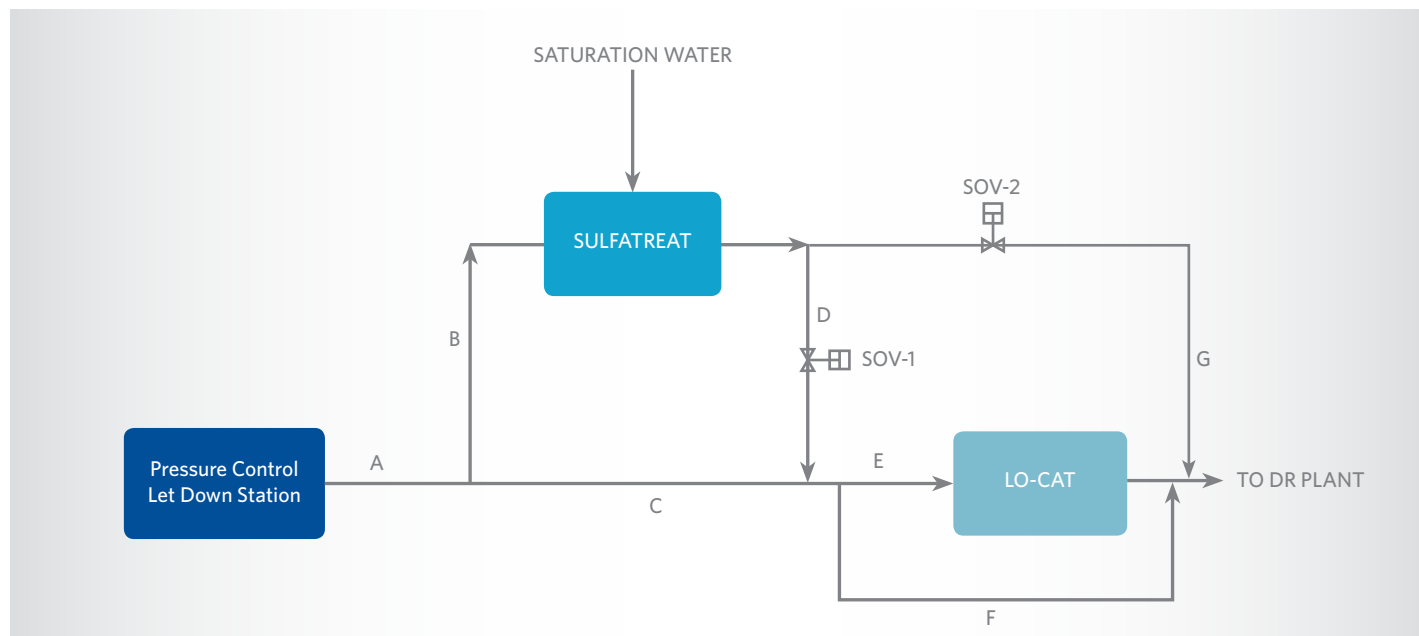 SATURATION WATER
SOV-2
SULFATREAT
D
B
SOV-1
G
Pressure Control
Let Down Station
A
E
LO-CAT
TO DR PLANT
C
F